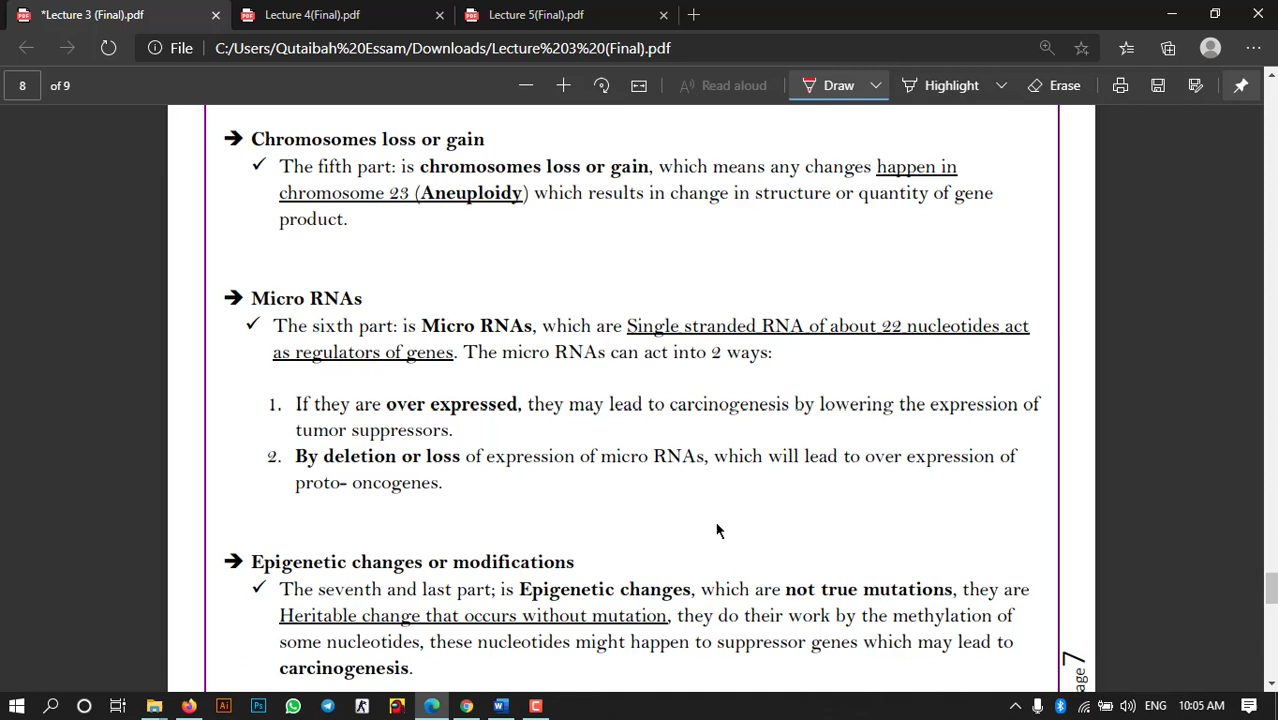 *Lecture 3 (Final).pdf
Lecture 4(Final).pdf
Lecture 5(Final).pdf
File
C:/Users/Qutaibah%20Essam/Downloads/Lecture%203%20(Final).pdf
8 of 9
Read aloud
Draw
Highlight
Erase
Chromosomes loss or gain
The fifth part: is chromosomes loss or gain, which means any changes happen in
chromosome 23 (Aneuploidy) which results in change in structure or quantity of gene
product.
Micro RNAs
The sixth part: is Micro RNAs, which are Single stranded RNA of about 22 nucleotides act
as regulators of genes. The micro RNAs can act into 2 ways:
1. If they are over expressed, they may lead to carcinogenesis by lowering the expression of
tumor suppressors.
2. By deletion or loss of expression of micro RNAs, which will lead to over expression of
proto- oncogenes.
Epigenetic changes or modifications
The seventh and last part; is Epigenetic changes, which are not true mutations, they are
Heritable change that occurs without mutation, they do their work by the methylation of
some nucleotides, these nucleotides might happen to suppressor genes which may lead to
carcinogenesis.
page 7
ENG
10:05 AM